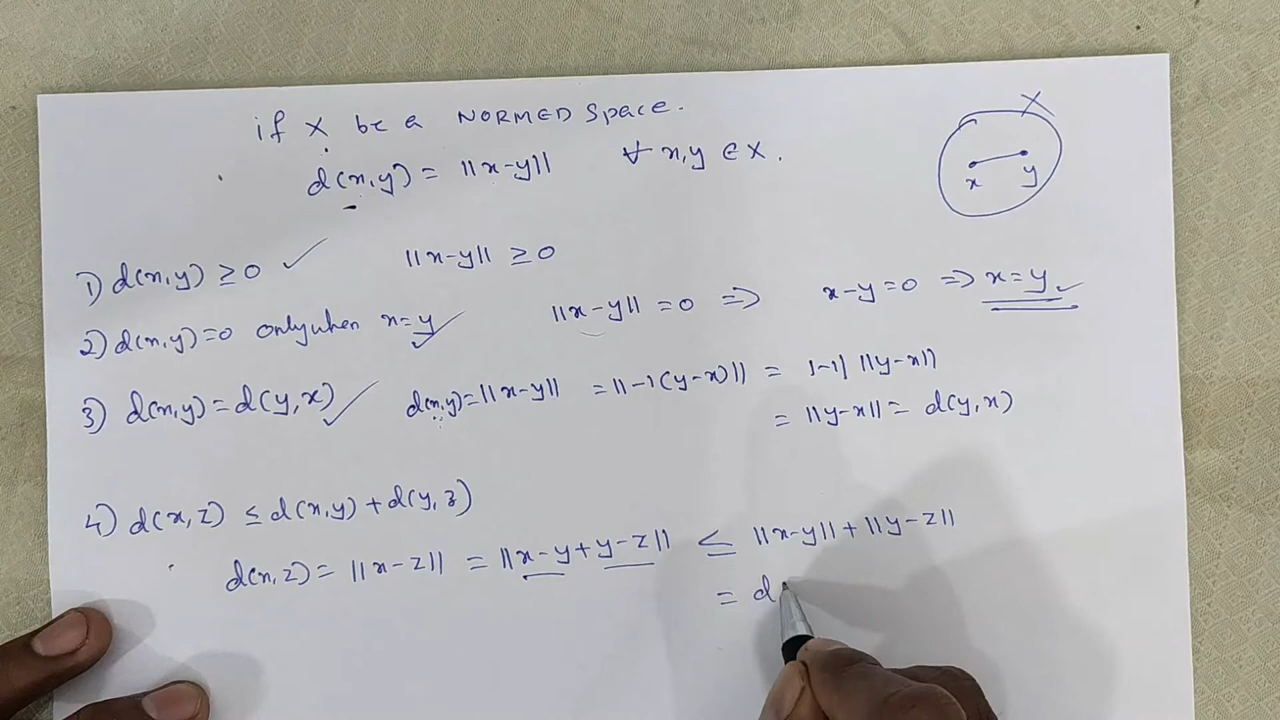 if X be a NORMED space.
d(x,y) = ||x-y|| ∀ x,y ∈ X.
X
x y
1) d(x,y) ≥ 0 ✓ ||x-y|| ≥ 0
2) d(x,y)=0 only when x=y ✓ ||x-y|| = 0 => x-y=0 => x=y ✓
3) d(x,y) = d(y,x) ✓ d(x,y)=||x-y|| = ||-1(y-x)|| = |-1| ||y-x||
= ||y-x|| = d(y,x)
4) d(x,z) ≤ d(x,y) + d(y,z)
d(x,z) = ||x-z|| = ||x-y+y-z|| ≤ ||x-y|| + ||y-z||
= d